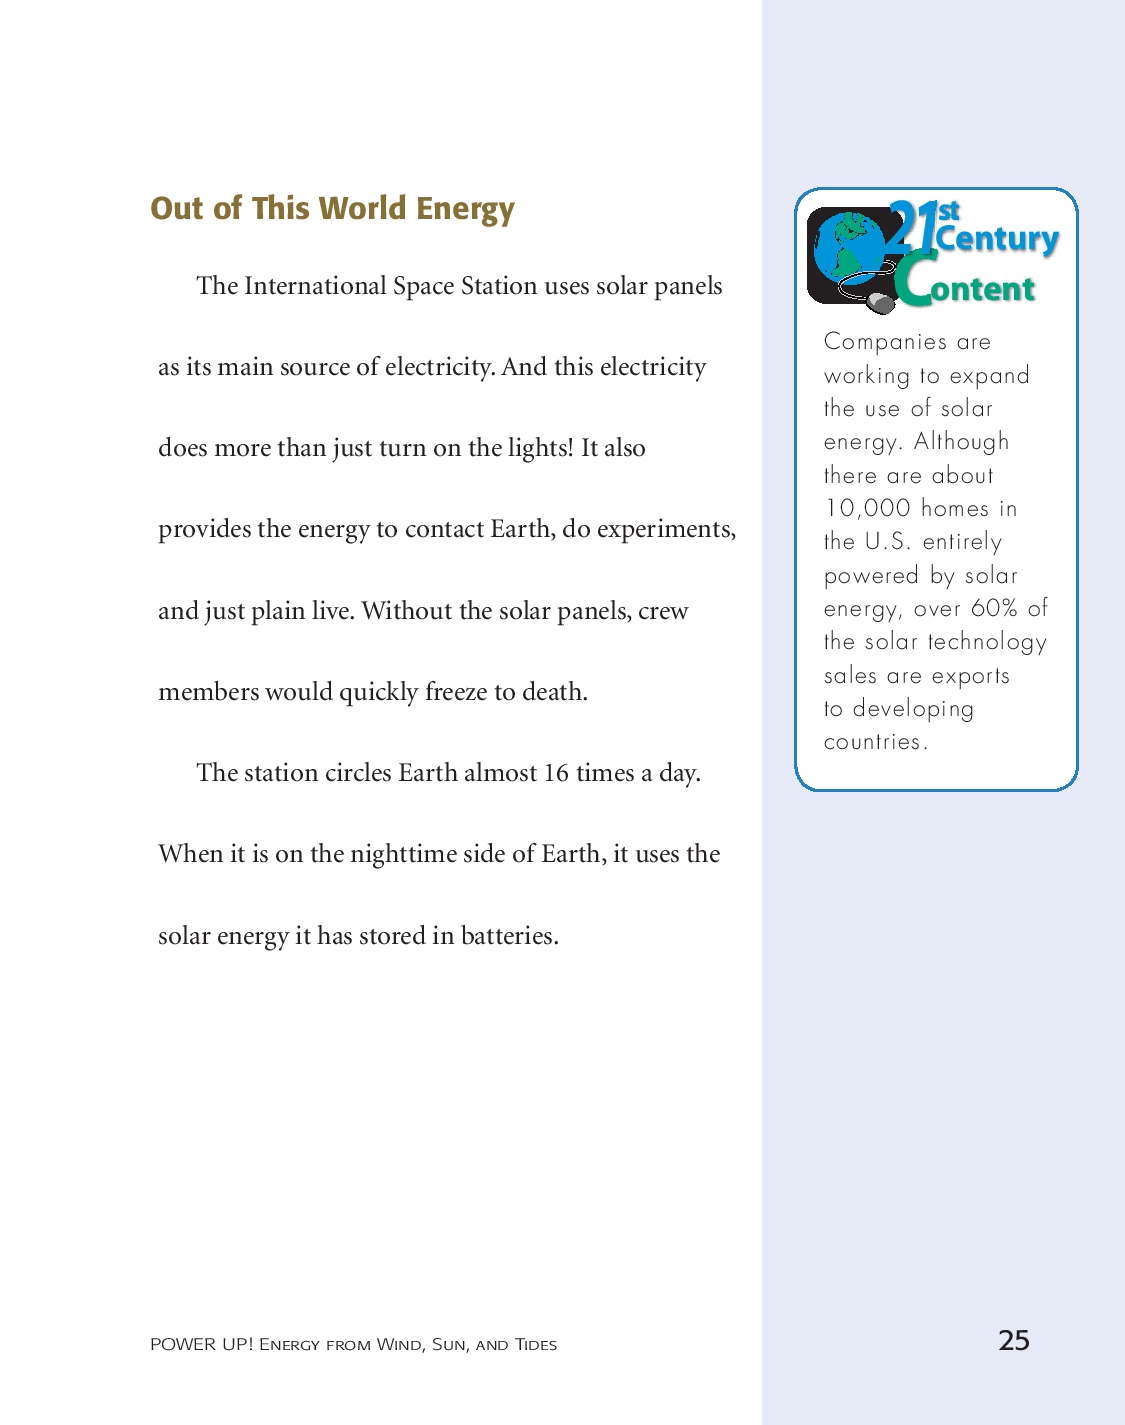 Out of This World Energy
The International Space Station uses solar panels
as its main source of electricity. And this electricity
does more than just turn on the lights! It also
provides the energy to contact Earth, do experiments,
and just plain live. Without the solar panels, crew
members would quickly freeze to death.
The station circles Earth almost 16 times a day.
When it is on the nighttime side of Earth, it uses the
solar energy it has stored in batteries.
21st
Century
Content
Companies are
working to expand
the use of solar
energy. Although
there are about
10,000 homes in
the U.S. entirely
powered by solar
energy, over 60% of
the solar technology
sales are exports
to developing
countries.
POWER UP! Energy from Wind, Sun, and Tides
25